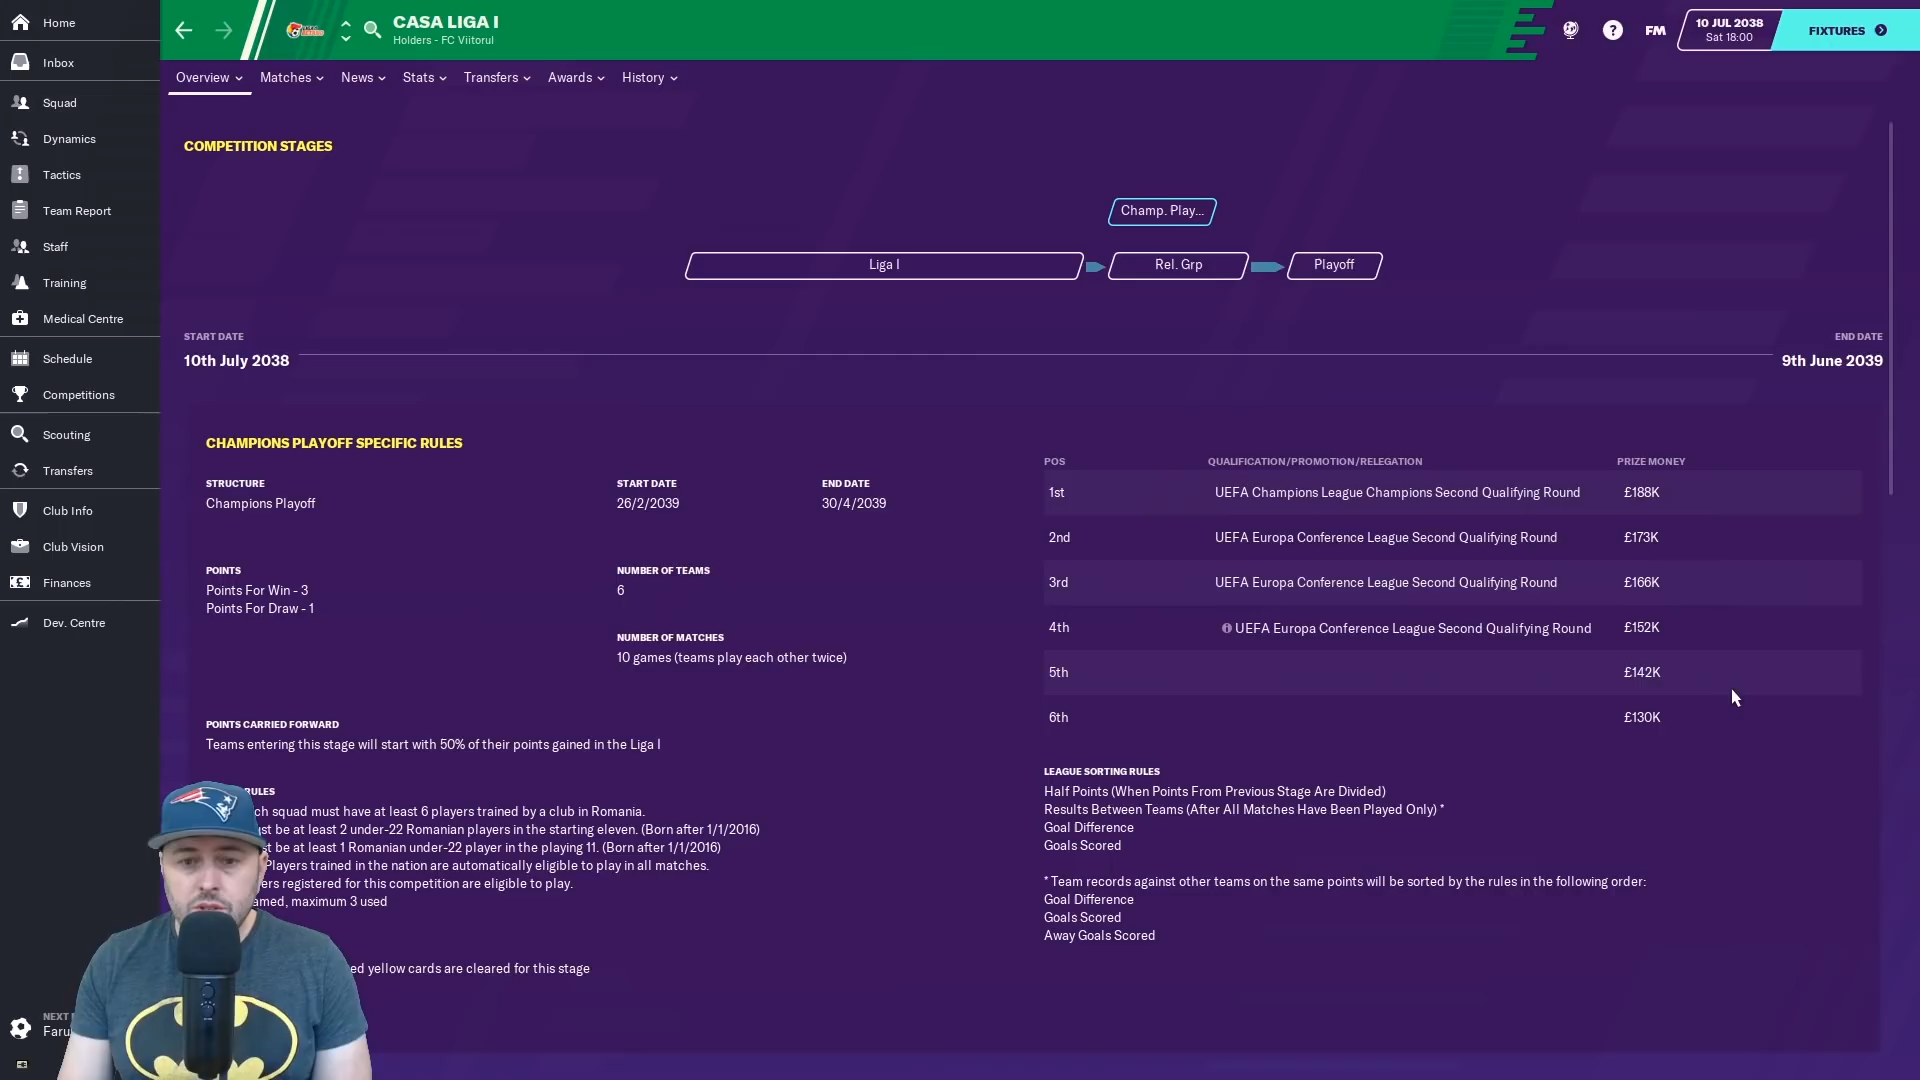 Home
Inbox
Squad
Dynamics
Tactics
Team Report
Staff
Training
Medical Centre
Schedule
Competitions
Scouting
Transfers
Club Info
Club Vision
Finances
Dev. Centre
NEXT
Faru
CASA LIGA I
Holders - FC Viitorul
FM
10 JUL 2038
Sat 18:00
FIXTURES
Overview Matches News Stats Transfers Awards History
COMPETITION STAGES
Champ. Play...
Liga I
Rel. Grp
Playoff
START DATE
10th July 2038
END DATE
9th June 2039
CHAMPIONS PLAYOFF SPECIFIC RULES
STRUCTURE
Champions Playoff
START DATE
26/2/2039
END DATE
30/4/2039
POINTS
Points For Win - 3
Points For Draw - 1
NUMBER OF TEAMS
6
NUMBER OF MATCHES
10 games (teams play each other twice)
POINTS CARRIED FORWARD
Teams entering this stage will start with 50% of their points gained in the Liga I
RULES
ch squad must have at least 6 players trained by a club in Romania.
st be at least 2 under-22 Romanian players in the starting eleven. (Born after 1/1/2016)
st be at least 1 Romanian under-22 player in the playing 11. (Born after 1/1/2016)
Players trained in the nation are automatically eligible to play in all matches.
ers registered for this competition are eligible to play.
amed, maximum 3 used
ed yellow cards are cleared for this stage
POS QUALIFICATION/PROMOTION/RELEGATION PRIZE MONEY
1st UEFA Champions League Champions Second Qualifying Round £188K
2nd UEFA Europa Conference League Second Qualifying Round £173K
3rd UEFA Europa Conference League Second Qualifying Round £166K
4th UEFA Europa Conference League Second Qualifying Round £152K
5th £142K
6th £130K
LEAGUE SORTING RULES
Half Points (When Points From Previous Stage Are Divided)
Results Between Teams (After All Matches Have Been Played Only) *
Goal Difference
Goals Scored
* Team records against other teams on the same points will be sorted by the rules in the following order:
Goal Difference
Goals Scored
Away Goals Scored